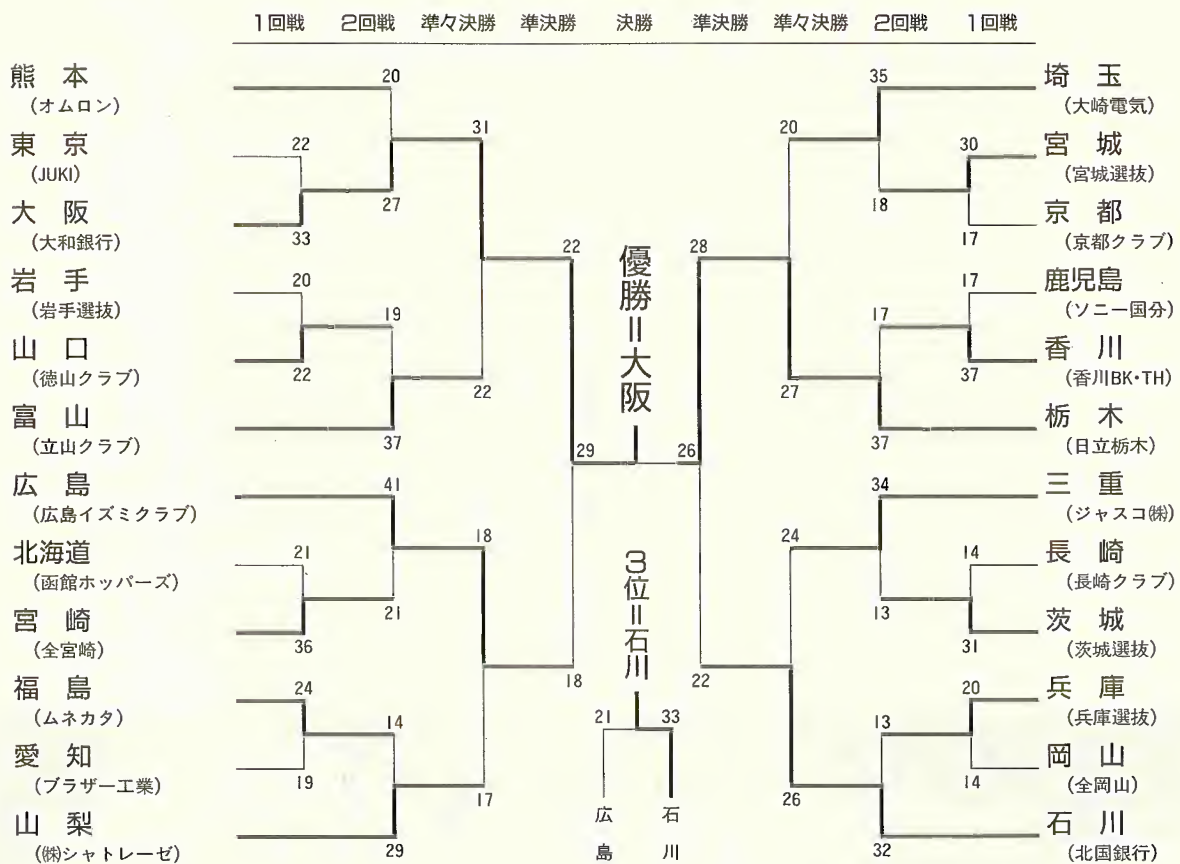 1回戦 2回戦 準々決勝 準決勝 決勝 準決勝 準々決勝 2回戦 1回戦
熊本
(オムロン)
東京
(JUKI)
大阪
(大和銀行)
岩手
(岩手選抜)
山口
(徳山クラブ)
富山
(立山クラブ)
広島
(広島イズミクラブ)
北海道
(函館ホッパーズ)
宮崎
(全宮崎)
福島
(ムネカタ)
愛知
(ブラザー工業)
山梨
(㈱シャトレーゼ)
22
33
20
22
21
36
24
19
20
27
19
37
41
21
14
29
31
22
18
17
22
18
29
優勝=大阪
26
3位=石川
21
33
広島
石川
28
22
20
27
24
26
35
18
17
37
34
13
13
32
30
17
17
37
14
31
20
14
埼玉
(大崎電気)
宮城
(宮城選抜)
京都
(京都クラブ)
鹿児島
(ソニー国分)
香川
(香川BK・TH)
栃木
(日立栃木)
三重
(ジャスコ㈱)
長崎
(長崎クラブ)
茨城
(茨城選抜)
兵庫
(兵庫選抜)
岡山
(全岡山)
石川
(北国銀行)